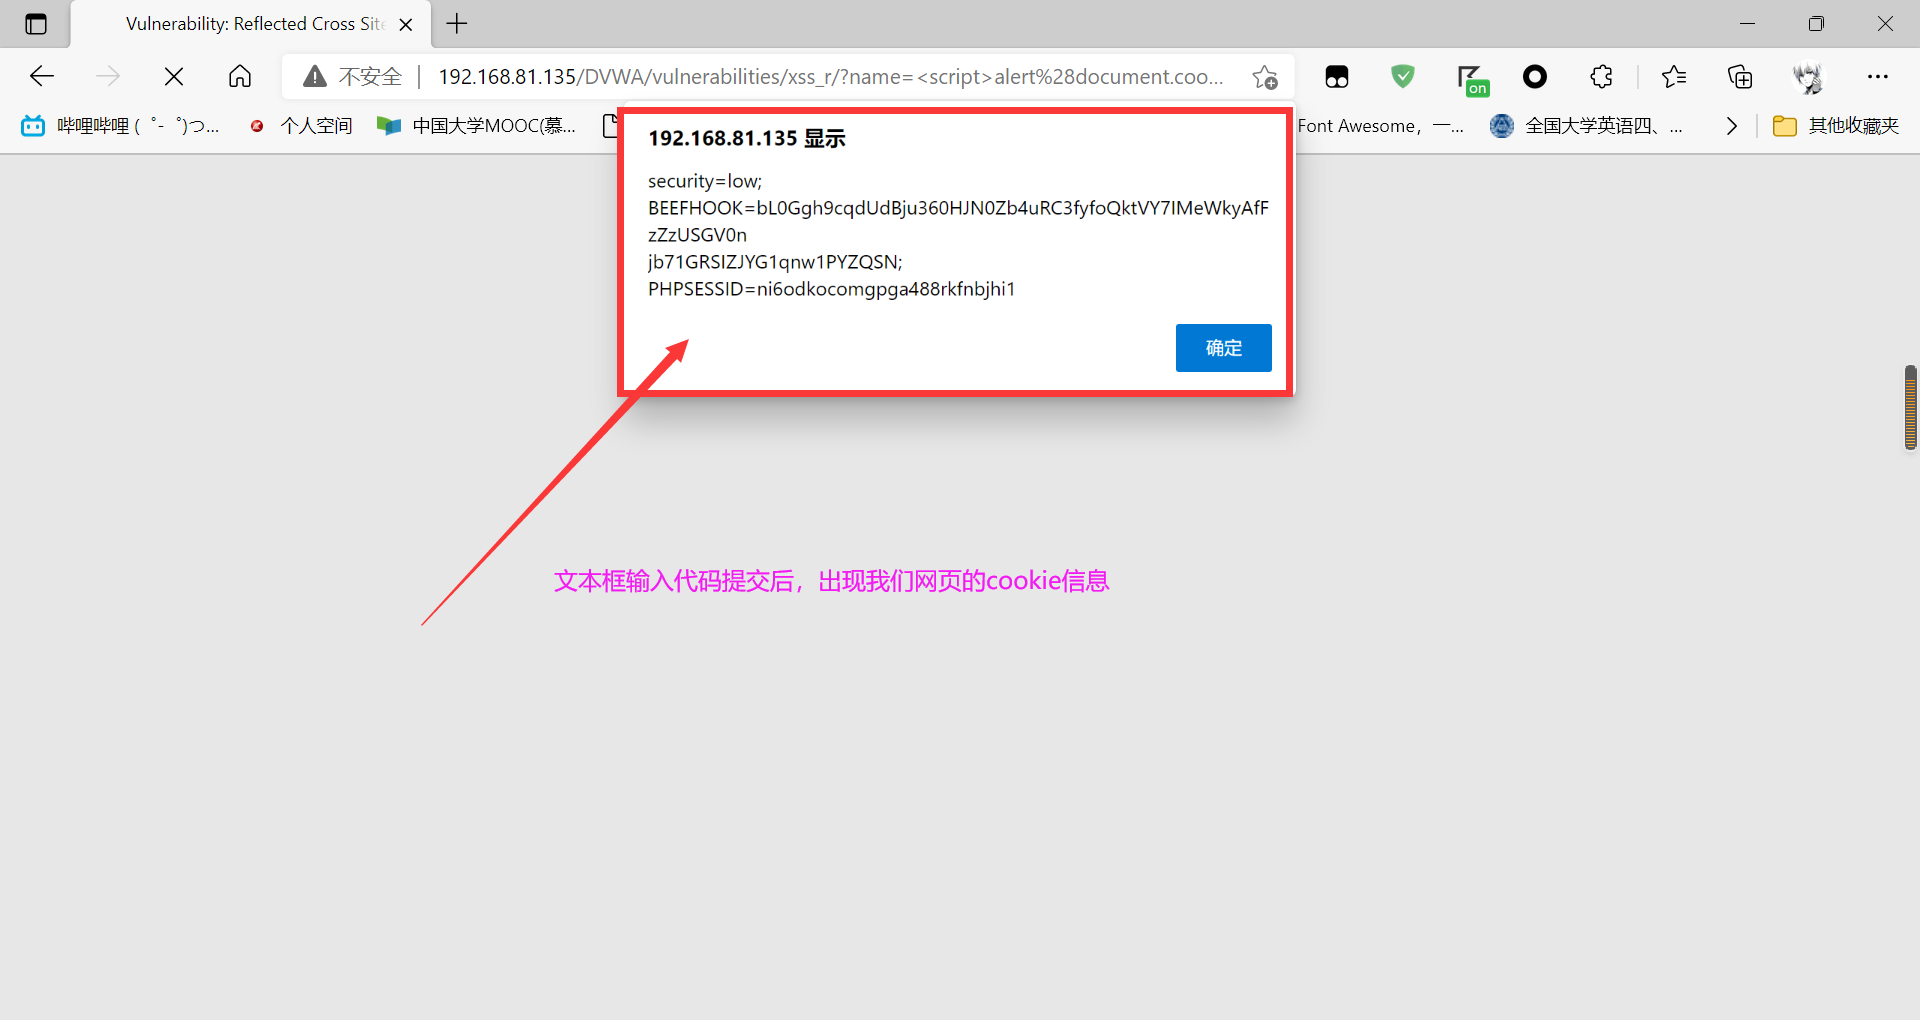 Vulnerability: Reflected Cross Site
不安全
192.168.81.135/DVWA/vulnerabilities/xss_r/?name=<script>alert%28document.coo...
on
哔哩哔哩 (゜-゜)つ...
个人空间
中国大学MOOC(慕...
Font Awesome，一...
全国大学英语四、...
其他收藏夹
192.168.81.135 显示
security=low;
BEEFHOOK=bL0Ggh9cqdUdBju360HJN0Zb4uRC3fyfoQktVY7IMeWkyAfF
zZzUSGV0n
jb71GRSIZJYG1qnw1PYZQSN;
PHPSESSID=ni6odkocomgpga488rkfnbjhi1
确定
文本框输入代码提交后，出现我们网页的cookie信息